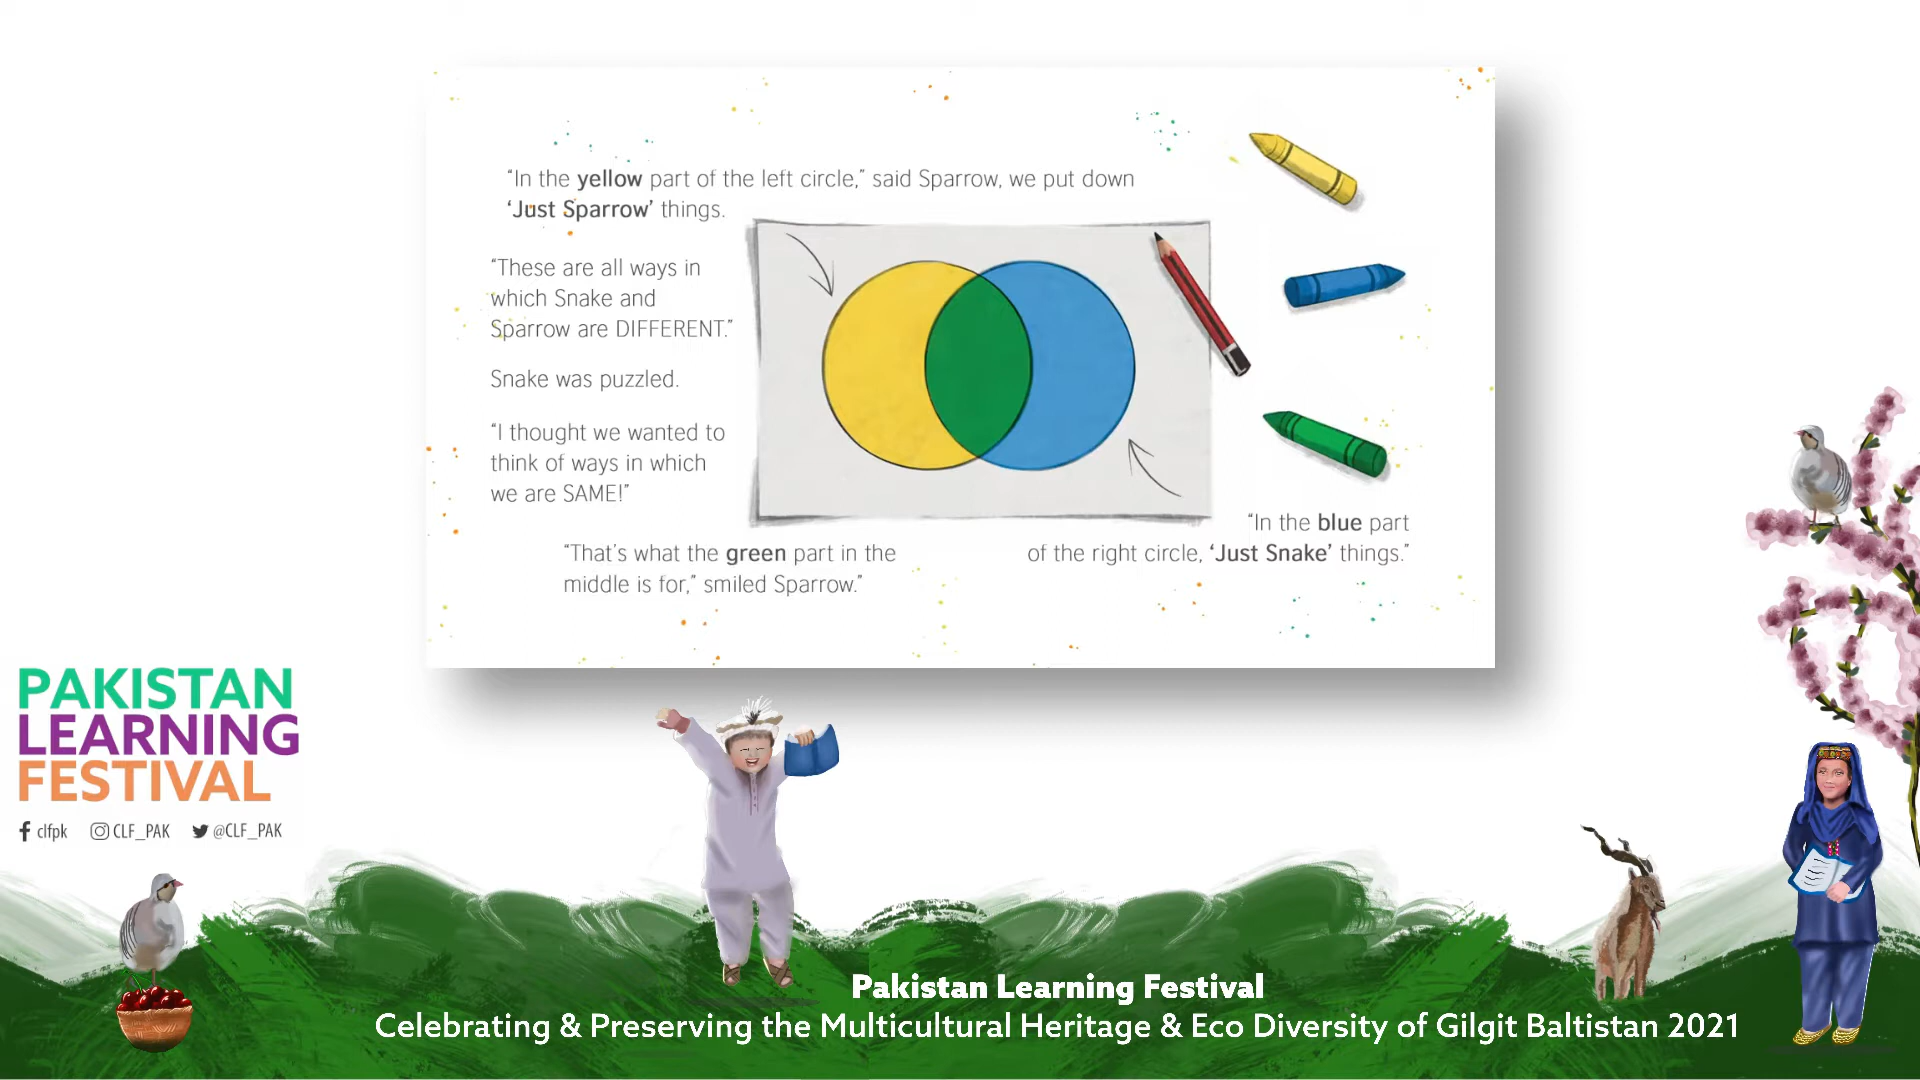 “In the yellow part of the left circle,” said Sparrow, we put down
‘Just Sparrow’ things.
“These are all ways in
which Snake and
Sparrow are DIFFERENT.”
Snake was puzzled.
“I thought we wanted to
think of ways in which
we are SAME!”
“That’s what the green part in the
middle is for,” smiled Sparrow.”
“In the blue part
of the right circle, ‘Just Snake’ things.”
PAKISTAN
LEARNING
FESTIVAL
clfpk CLF_PAK @CLF_PAK
Pakistan Learning Festival
Celebrating & Preserving the Multicultural Heritage & Eco Diversity of Gilgit Baltistan 2021